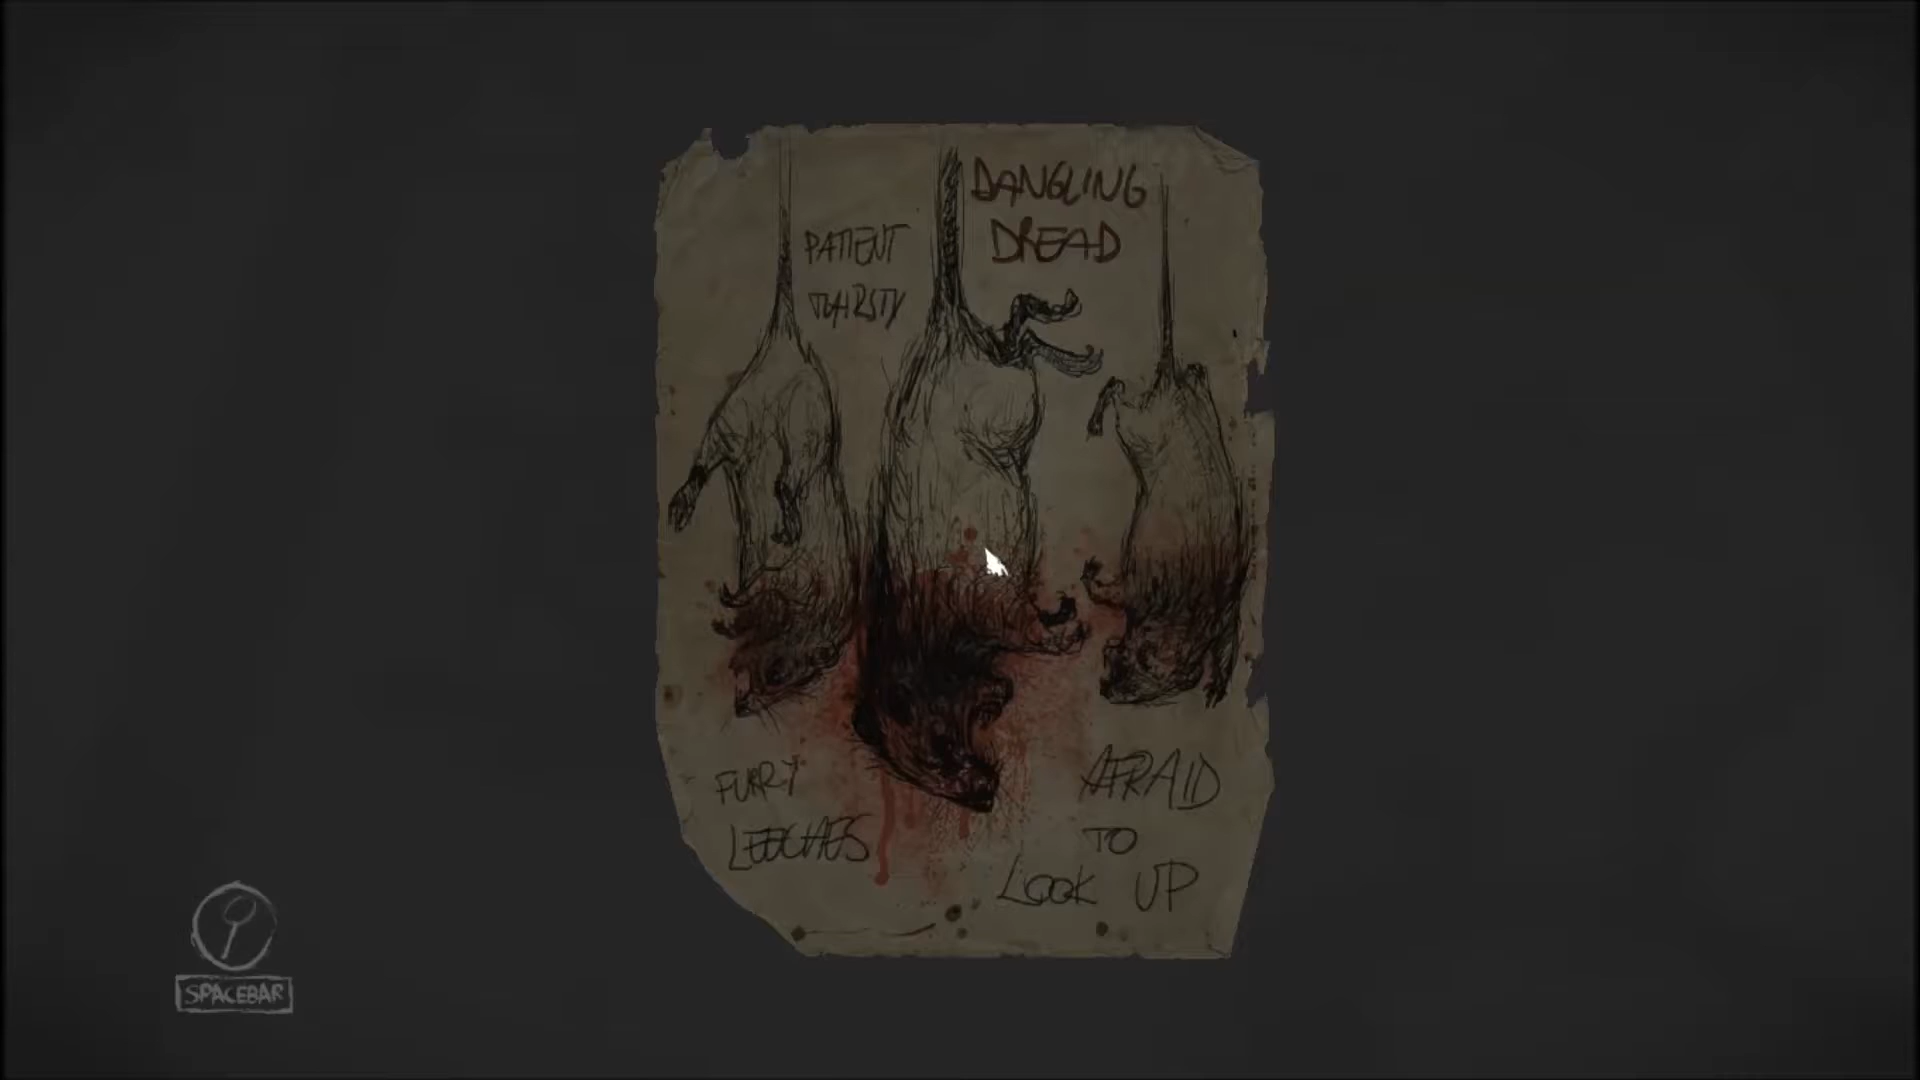 DANGLING
DREAD
PATIENT
THIRSTY
FURRY
LEECHES
AFRAID
TO
LOOK UP
SPACEBAR